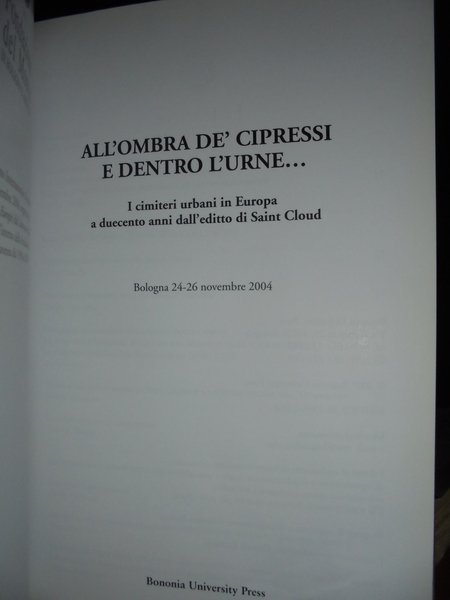 ALL'OMBRA DE' CIPRESSI
E DENTRO L'URNE...
I cimiteri urbani in Europa
a duecento anni dall'editto di Saint Cloud
Bologna 24-26 novembre 2004
Bononia University Press